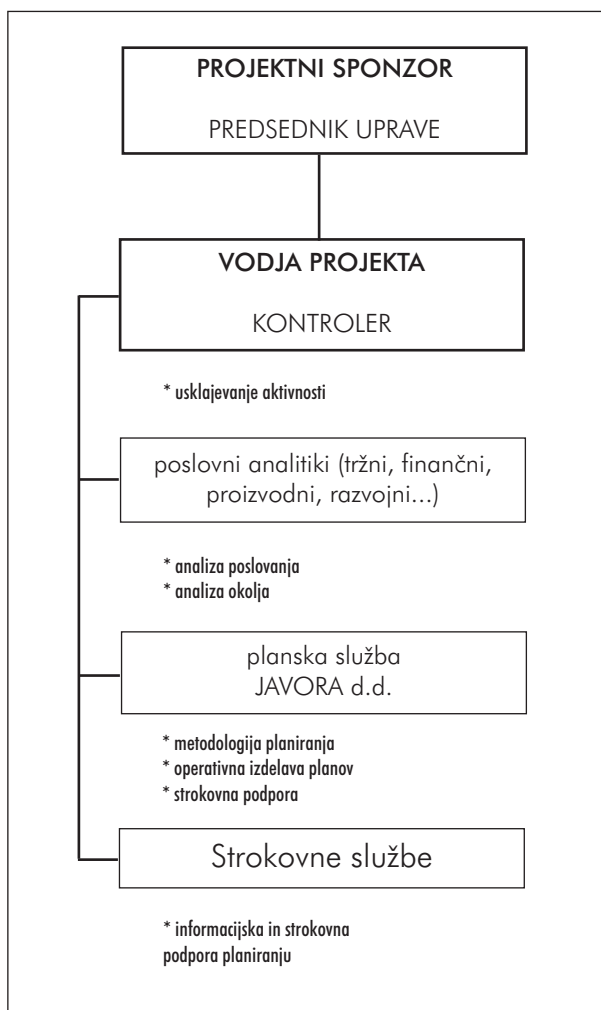 PROJEKTNI SPONZOR
PREDSEDNIK UPRAVE
VODJA PROJEKTA
KONTROLER
* usklajevanje aktivnosti
poslovni analitiki (tržni, finančni,
proizvodni, razvojni...)
* analiza poslovanja
* analiza okolja
planska služba
JAVORA d.d.
* metodologija planiranja
* operativna izdelava planov
* strokovna podpora
Strokovne službe
* informacijska in strokovna
podpora planiranju